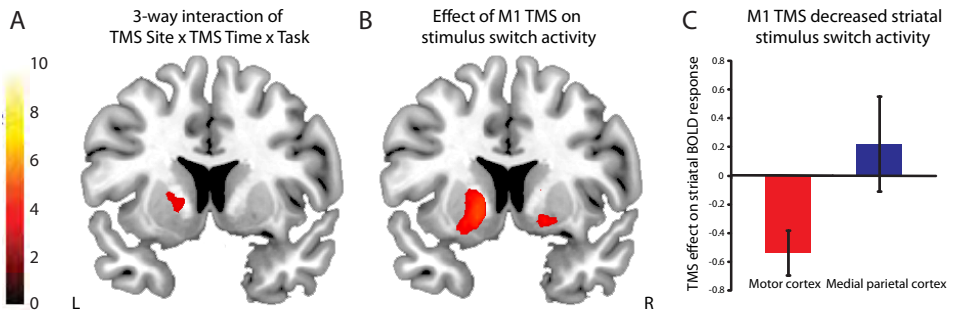 A
3-way interaction of
TMS Site x TMS Time x Task
10
8
6
4
2
0
L
B
Effect of M1 TMS on
stimulus switch activity
R
C
M1 TMS decreased striatal
stimulus switch activity
TMS effect on striatal BOLD response
0.8
0.6
0.4
0.2
0
-0.2
-0.4
-0.6
-0.8
Motor cortex
Medial parietal cortex